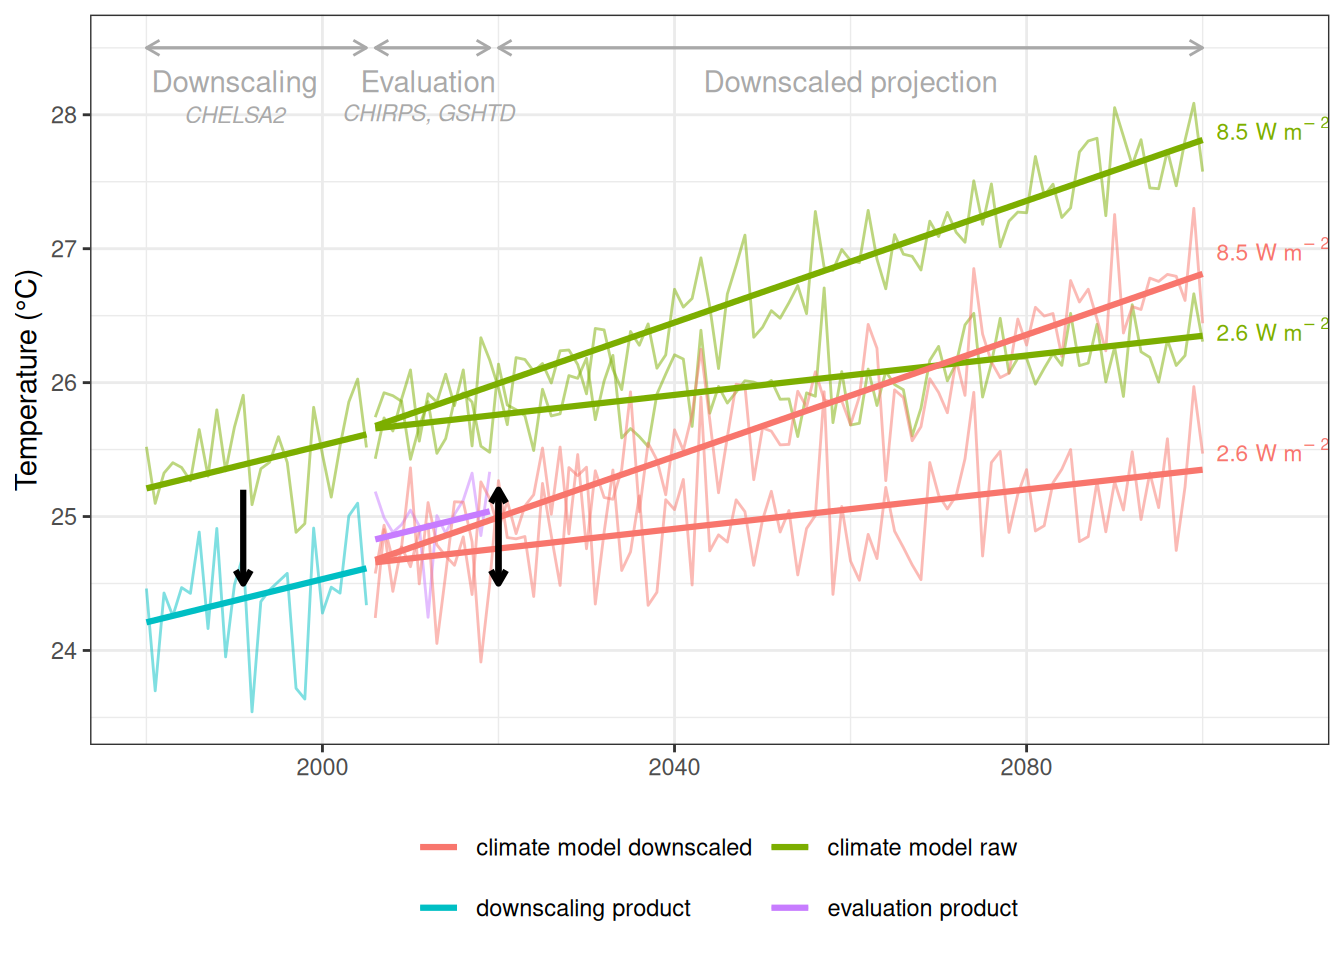 Downscaling Evaluation Downscaled projection
CHELSA2 CHIRPS, GSHTD
8.5 W m⁻²
8.5 W m⁻²
2.6 W m⁻²
2.6 W m⁻²
28
27
26
25
24
Temperature (°C)
2000 2040 2080
climate model downscaled climate model raw
downscaling product evaluation product